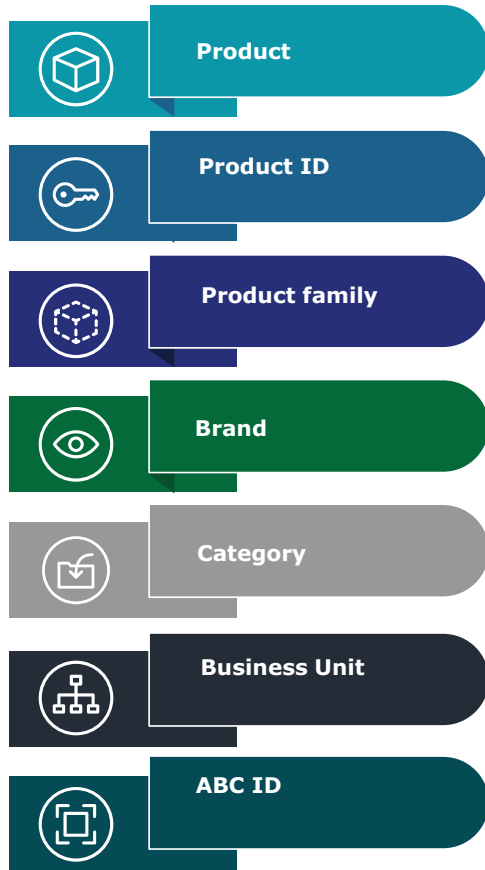 Product
Product ID
Product family
Brand
Category
Business Unit
ABC ID